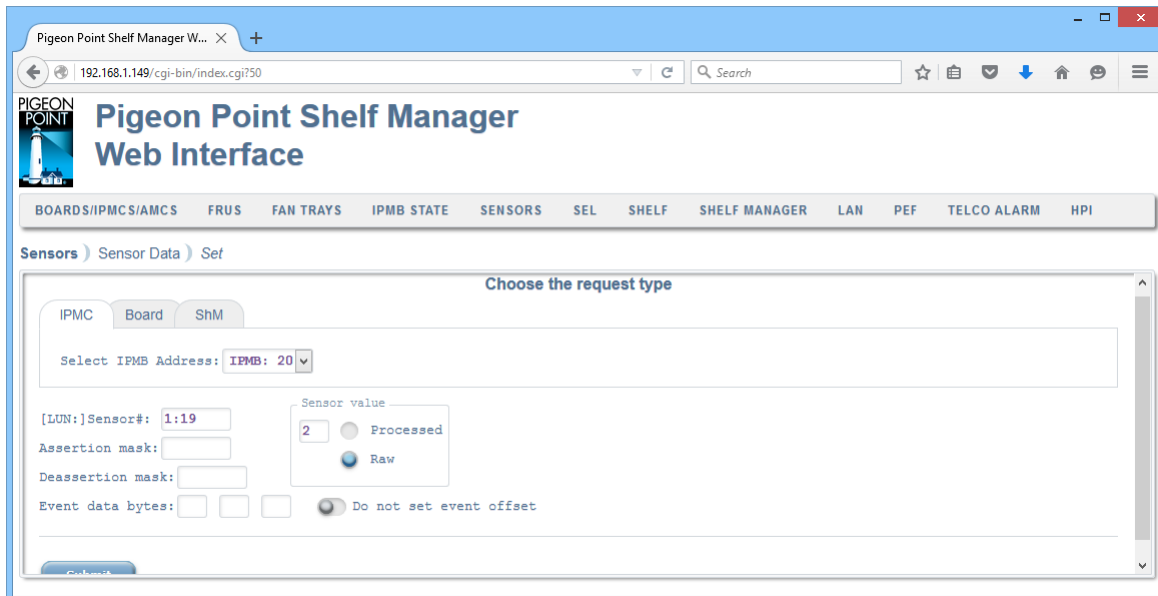 Pigeon Point Shelf Manager W...
192.168.1.149/cgi-bin/index.cgi?50
Search
PIGEON
POINT
Pigeon Point Shelf Manager
Web Interface
BOARDS/IPMCS/AMCS FRUS FAN TRAYS IPMB STATE SENSORS SEL SHELF SHELF MANAGER LAN PEF TELCO ALARM HPI
Sensors ) Sensor Data ) Set
Choose the request type
IPMC Board ShM
Select IPMB Address: IPMB: 20
Sensor value
[LUN:]Sensor#: 1:19
2 Processed
Assertion mask:
Raw
Deassertion mask:
Event data bytes: Do not set event offset
Submit